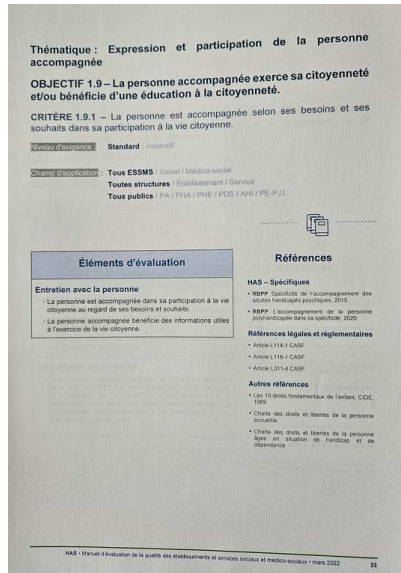 Thématique : Expression et participation de la personne
accompagnée
OBJECTIF 1.9 – La personne accompagnée exerce sa citoyenneté
et/ou bénéficie d'une éducation à la citoyenneté.
CRITÈRE 1.9.1 – La personne est accompagnée selon ses besoins et ses
souhaits dans sa participation à la vie citoyenne.
Niveau d'exigence : Standard / Impératif
Champ d'application : Tous ESSMS / Social / Médico-social
Toutes structures / Établissement / Service
Tous publics / PA / PHA / PHE / PDS / AHI / PE-PJJ
Éléments d'évaluation
Entretien avec la personne
- La personne est accompagnée dans sa participation à la vie
citoyenne au regard de ses besoins et souhaits.
- La personne accompagnée bénéficie des informations utiles
à l'exercice de la vie citoyenne.
Références
HAS – Spécifiques
• RBPP Spécificité de l'accompagnement des
adultes handicapés psychiques, 2015.
• RBPP L'accompagnement de la personne
polyhandicapée dans sa spécificité, 2020.
Références légales et réglementaires
• Article L114-1 CASF
• Article L116-1 CASF
• Article L311-4 CASF
Autres références
• Les 10 droits fondamentaux de l'enfant, CIDE,
1989
• Charte des droits et libertés de la personne
accueillie
• Charte des droits et libertés de la personne
âgée en situation de handicap et de
dépendance
HAS • Manuel d'évaluation de la qualité des établissements et services sociaux et médico-sociaux • mars 2022 33